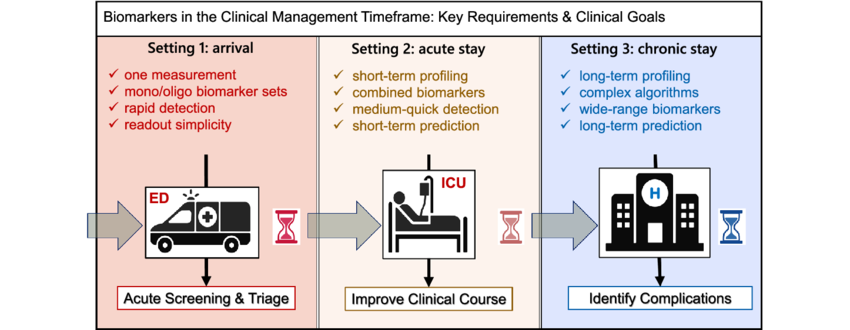 Biomarkers in the Clinical Management Timeframe: Key Requirements & Clinical Goals
Setting 1: arrival
✓ one measurement
✓ mono/oligo biomarker sets
✓ rapid detection
✓ readout simplicity
ED
Acute Screening & Triage
Setting 2: acute stay
✓ short-term profiling
✓ combined biomarkers
✓ medium-quick detection
✓ short-term prediction
ICU
Improve Clinical Course
Setting 3: chronic stay
✓ long-term profiling
✓ complex algorithms
✓ wide-range biomarkers
✓ long-term prediction
H
Identify Complications